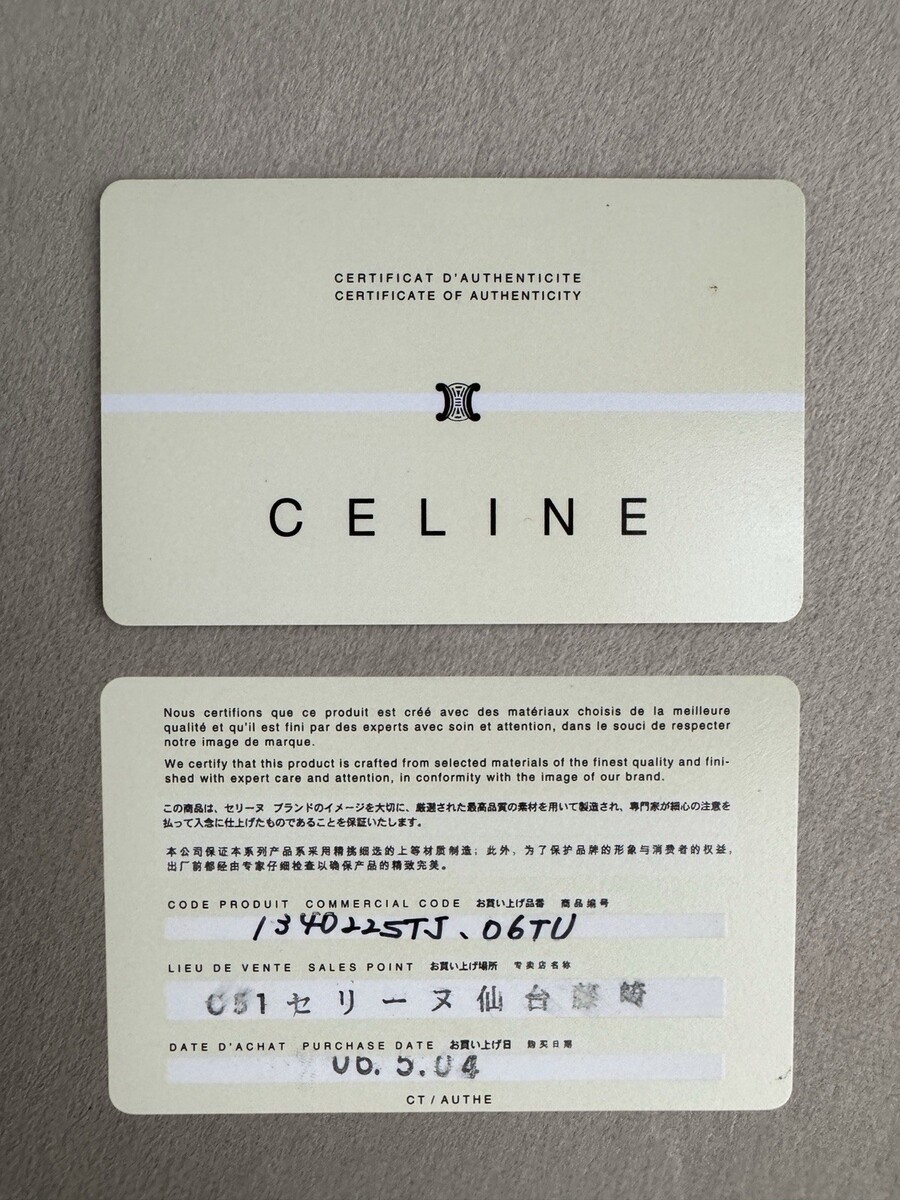 CERTIFICAT D'AUTHENTICITE
CERTIFICATE OF AUTHENTICITY
CELINE
Nous certifions que ce produit est créé avec des matériaux choisis de la meilleure
qualité et qu'il est fini par des experts avec soin et attention, dans le souci de respecter
notre image de marque.
We certify that this product is crafted from selected materials of the finest quality and fini-
shed with expert care and attention, in conformity with the image of our brand.
この商品は、セリーヌ ブランドのイメージを大切に、厳選された最高品質の素材を用いて製造され、専門家が細心の注意を
払って入念に仕上げたものであることを保証いたします。
本公司保证本系列产品系采用精挑细选的上等材质制造；此外，为了保护品牌的形象与消费者的权益，
出厂前都经由专家仔细检查以确保产品的精致完美。
CODE PRODUIT COMMERCIAL CODE お買い上げ品番 商品编号
1340225TJ、06TU
LIEU DE VENTE SALES POINT お買い上げ場所 专卖店名称
C51 セリーヌ仙台藤崎
DATE D'ACHAT PURCHASE DATE お買い上げ日 购买日期
06.5.04
CT / AUTHE